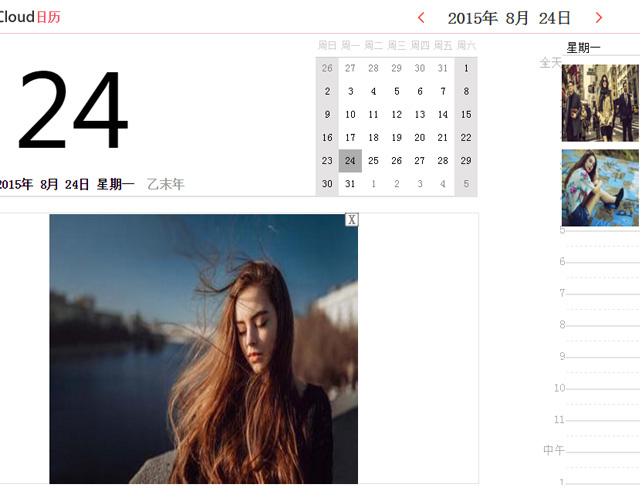 Cloud日历
2015年 8月 24日
周日 周一 周二 周三 周四 周五 周六
26 27 28 29 30 31 1
2 3 4 5 6 7 8
9 10 11 12 13 14 15
16 17 18 19 20 21 22
23 24 25 26 27 28 29
30 31 1 2 3 4 5
24
2015年 8月 24日 星期一 乙未年
X
星期一
全天
5
6
7
8
9
10
11
中午
1